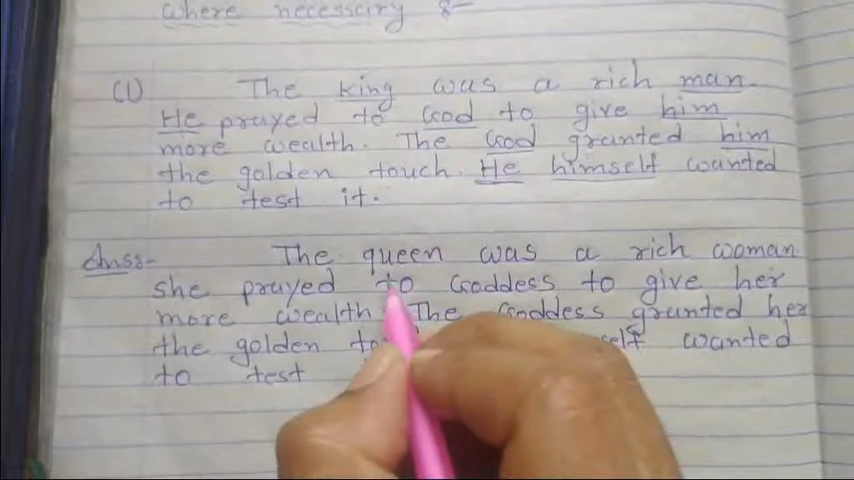 where necessary :-
(1) The king was a rich man
He prayed to God to give him
more wealth. The God granted him
the golden touch. He himself wanted
to test it.
Anss- The queen was a rich woman
she prayed to Goddess to give her
more wealth. The Goddess granted her
the golden wanted
to test